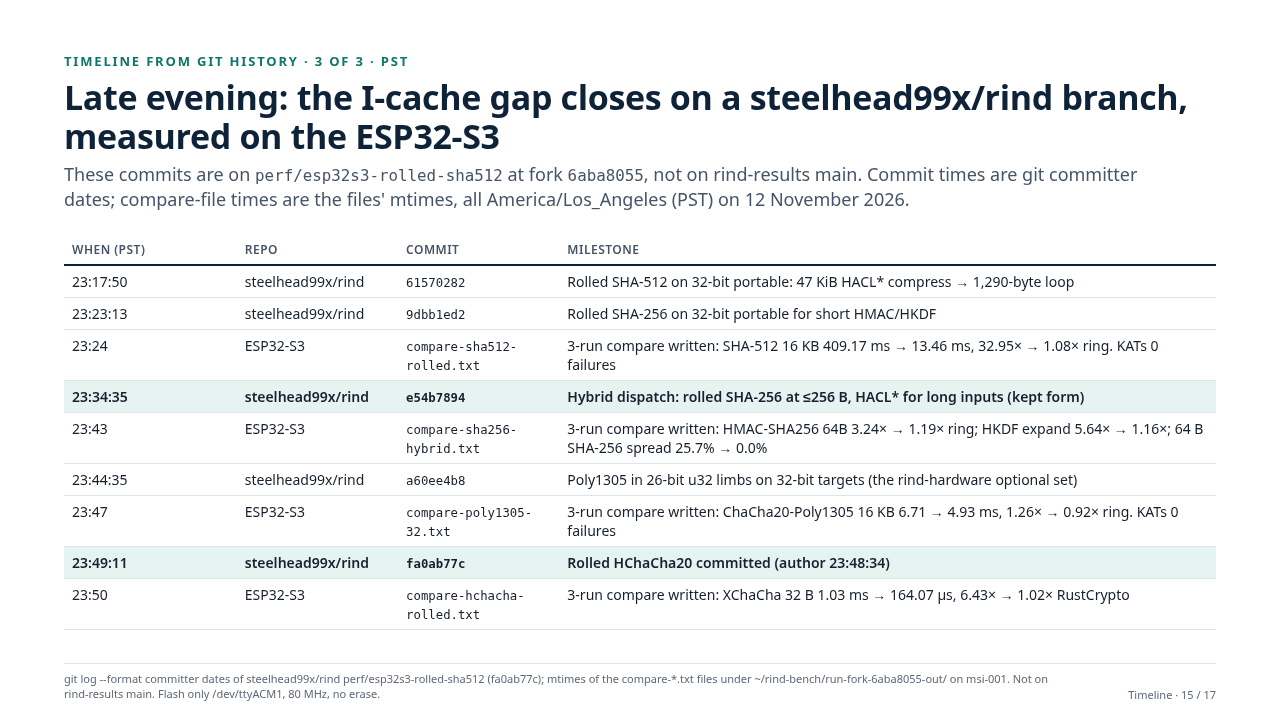 TIMELINE FROM GIT HISTORY · 3 OF 3 · PST
Late evening: the I-cache gap closes on a steelhead99x/rind branch,
measured on the ESP32-S3
These commits are on perf/esp32s3-rolled-sha512 at fork 6aba8055, not on rind-results main. Commit times are git committer
dates; compare-file times are the files' mtimes, all America/Los_Angeles (PST) on 12 November 2026.
WHEN (PST) REPO COMMIT MILESTONE
23:17:50 steelhead99x/rind 61570282 Rolled SHA-512 on 32-bit portable: 47 KiB HACL* compress → 1,290-byte loop
23:23:13 steelhead99x/rind 9dbb1ed2 Rolled SHA-256 on 32-bit portable for short HMAC/HKDF
23:24 ESP32-S3 compare-sha512- 3-run compare written: SHA-512 16 KB 409.17 ms → 13.46 ms, 32.95× → 1.08× ring. KATs 0
rolled.txt failures
23:34:35 steelhead99x/rind e54b7894 Hybrid dispatch: rolled SHA-256 at ≤256 B, HACL* for long inputs (kept form)
23:43 ESP32-S3 compare-sha256- 3-run compare written: HMAC-SHA256 64B 3.24× → 1.19× ring; HKDF expand 5.64× → 1.16×; 64 B
hybrid.txt SHA-256 spread 25.7% → 0.0%
23:44:35 steelhead99x/rind a60ee4b8 Poly1305 in 26-bit u32 limbs on 32-bit targets (the rind-hardware optional set)
23:47 ESP32-S3 compare-poly1305- 3-run compare written: ChaCha20-Poly1305 16 KB 6.71 → 4.93 ms, 1.26× → 0.92× ring. KATs 0
32.txt failures
23:49:11 steelhead99x/rind fa0ab77c Rolled HChaCha20 committed (author 23:48:34)
23:50 ESP32-S3 compare-hchacha- 3-run compare written: XChaCha 32 B 1.03 ms → 164.07 µs, 6.43× → 1.02× RustCrypto
rolled.txt
git log --format committer dates of steelhead99x/rind perf/esp32s3-rolled-sha512 (fa0ab77c); mtimes of the compare-*.txt files under ~/rind-bench/run-fork-6aba8055-out/ on msi-001. Not on
rind-results main. Flash only /dev/ttyACM1, 80 MHz, no erase.
Timeline · 15 / 17